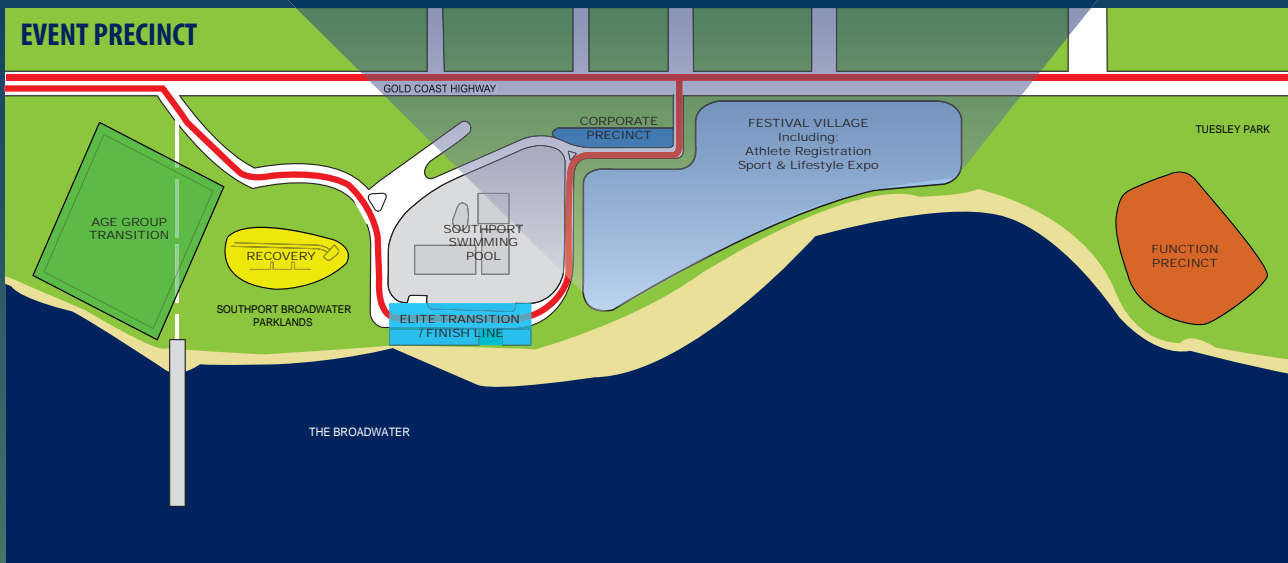 EVENT PRECINCT
GOLD COAST HIGHWAY
CORPORATE
PRECINCT
FESTIVAL VILLAGE
Including:
Athlete Registration
Sport & Lifestyle Expo
TUESLEY PARK
AGE GROUP
TRANSITION
RECOVERY
SOUTHPORT
SWIMMING
POOL
FUNCTION
PRECINCT
SOUTHPORT BROADWATER
PARKLANDS
ELITE TRANSITION
/ FINISH LINE
THE BROADWATER